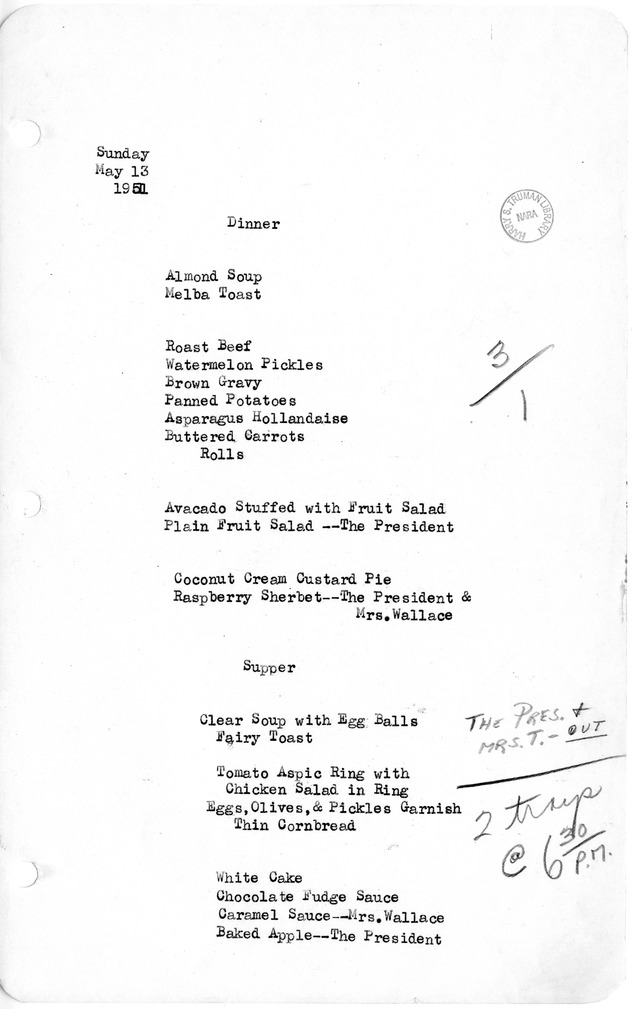 Sunday
May 13
1951
HARRY S. TRUMAN LIBRARY
NARA
Dinner
Almond Soup
Melba Toast
3/1
Roast Beef
Watermelon Pickles
Brown Gravy
Panned Potatoes
Asparagus Hollandaise
Buttered Carrots
Rolls
Avacado Stuffed with Fruit Salad
Plain Fruit Salad --The President
Coconut Cream Custard Pie
Raspberry Sherbet--The President &
Mrs.Wallace
Supper
Clear Soup with Egg Balls
Fairy Toast
THE PRES. +
MRS. T. - OUT
Tomato Aspic Ring with
Chicken Salad in Ring
Eggs,Olives,& Pickles Garnish
Thin Cornbread
2 trays
@ 6 30 P.M.
White Cake
Chocolate Fudge Sauce
Caramel Sauce--Mrs.Wallace
Baked Apple--The President